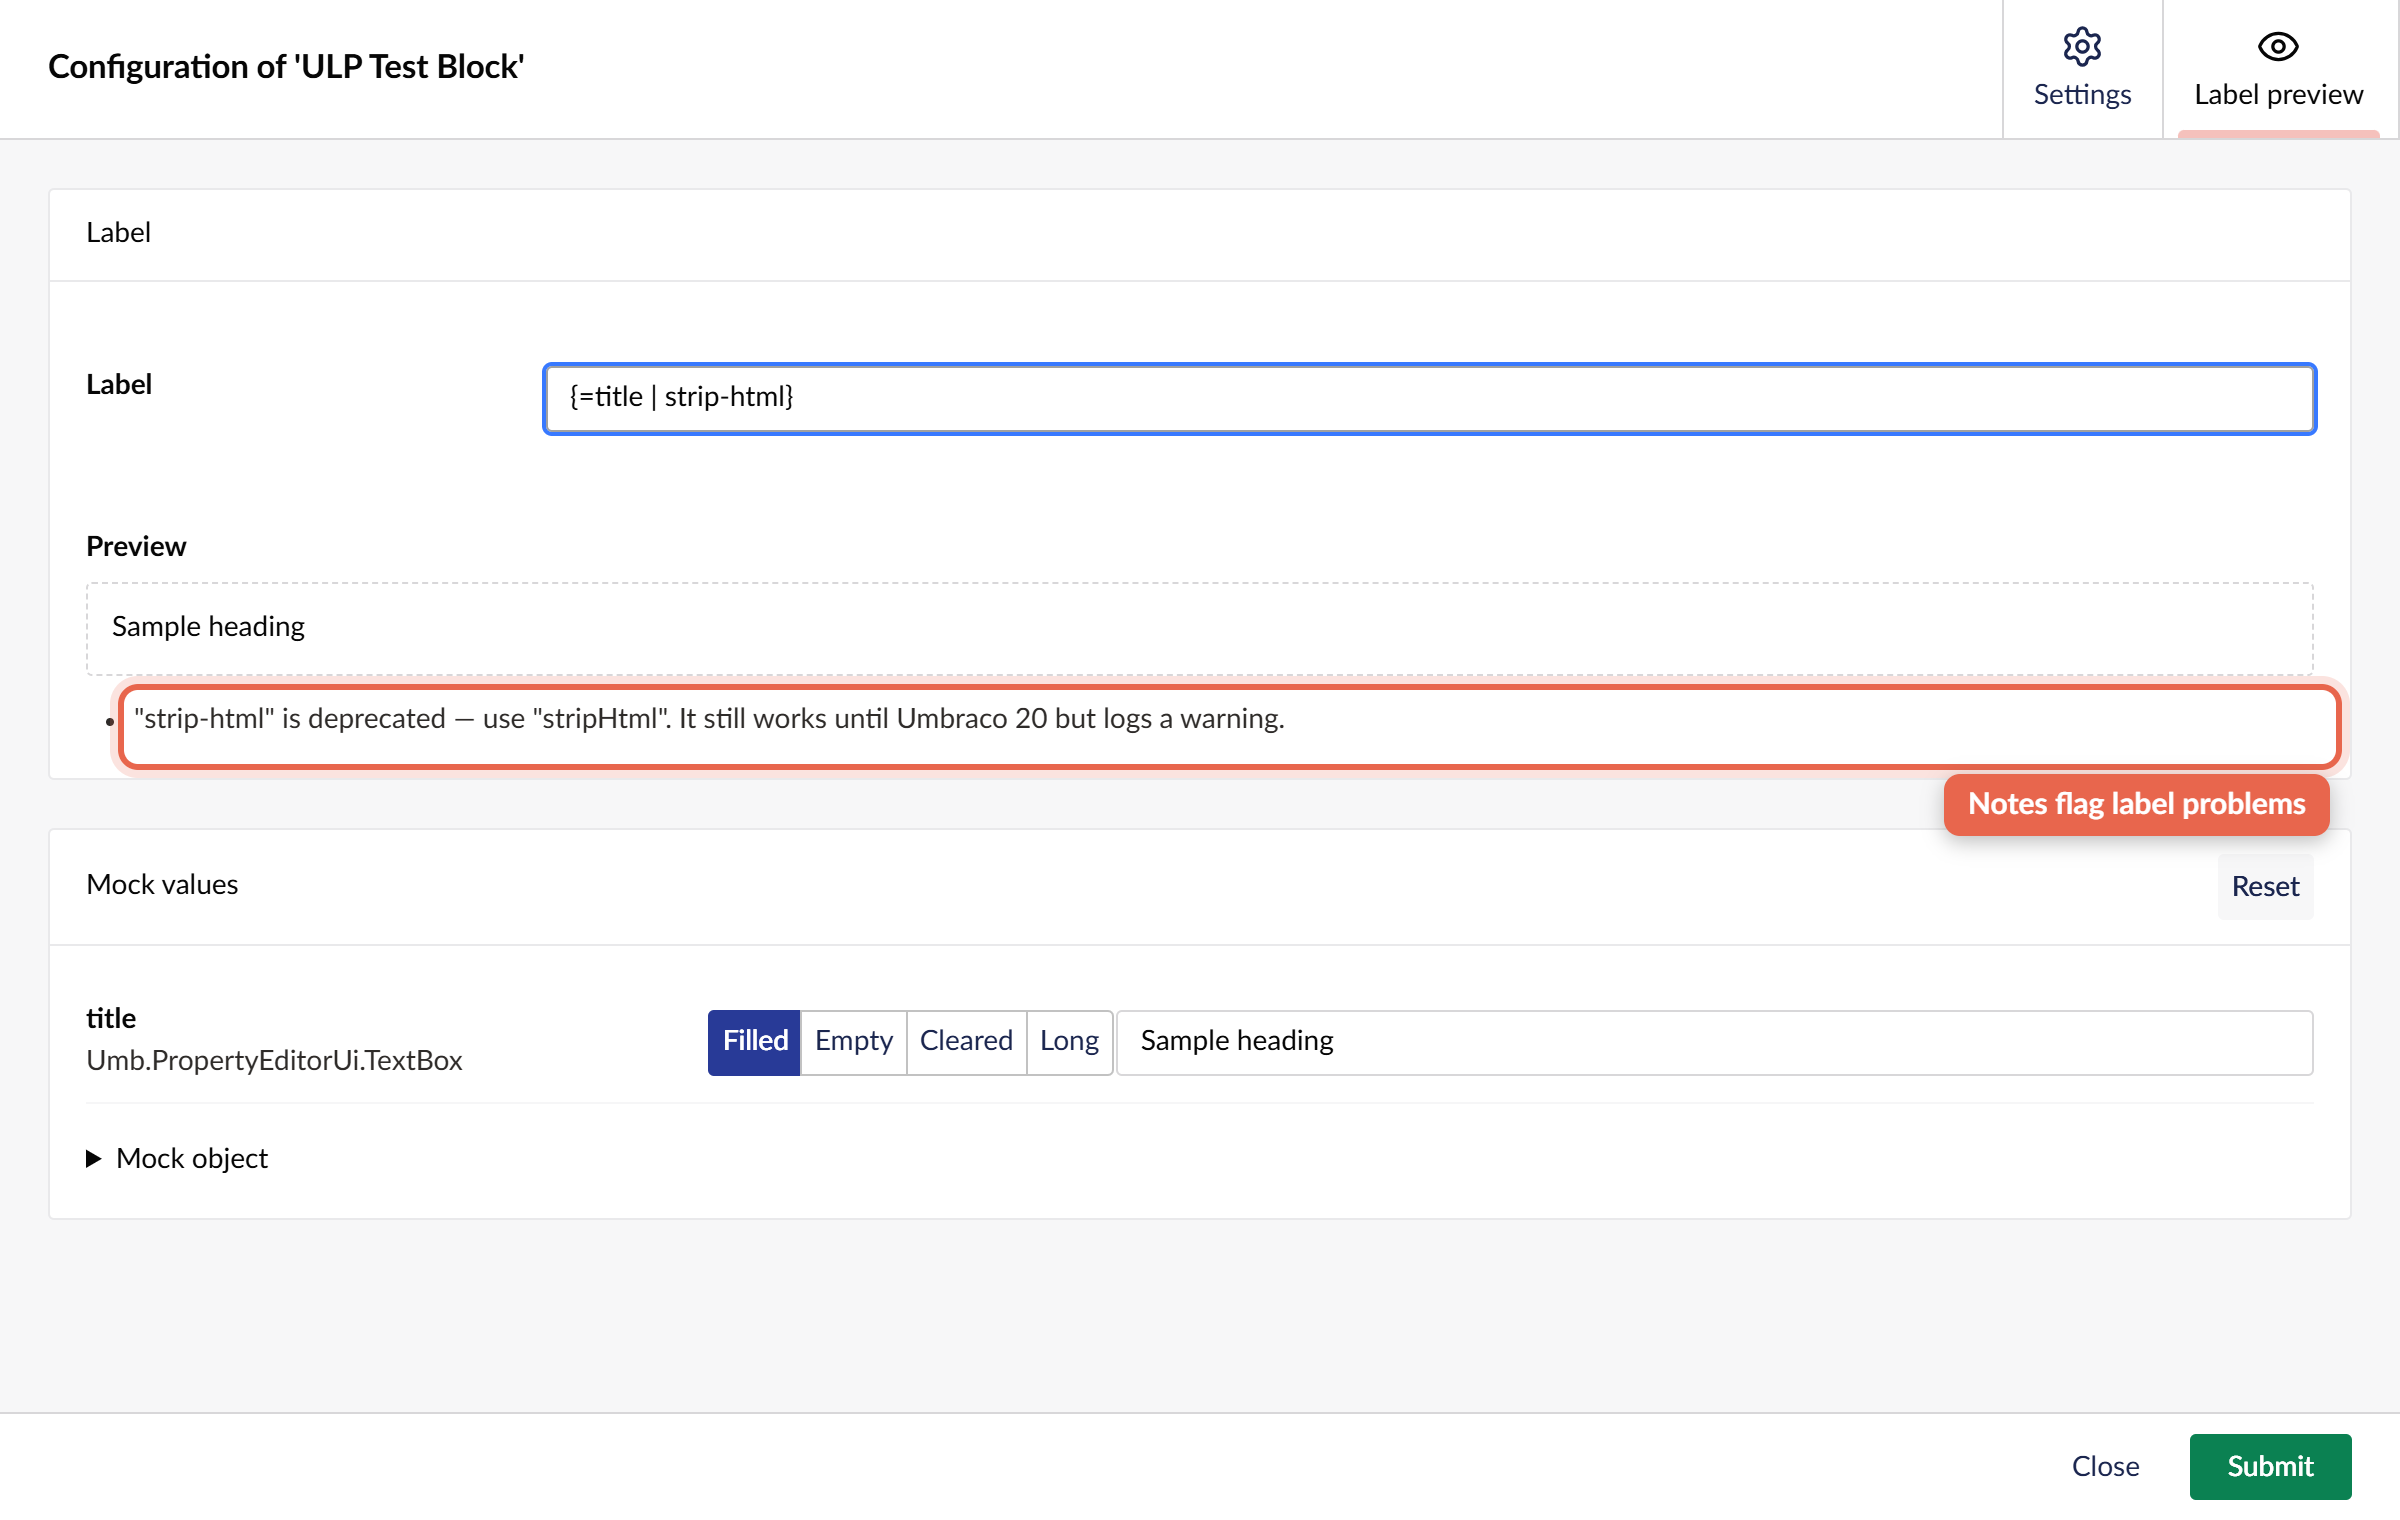 Configuration of 'ULP Test Block'
Settings
Label preview
Label
Label
{=title | strip-html}
Preview
Sample heading
• "strip-html" is deprecated — use "stripHtml". It still works until Umbraco 20 but logs a warning.
Notes flag label problems
Mock values
Reset
title
Filled
Empty
Cleared
Long
Sample heading
Umb.PropertyEditorUi.TextBox
Mock object
Close
Submit